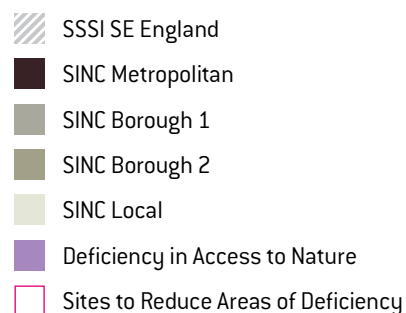 SSSI SE England
SINC Metropolitan
SINC Borough 1
SINC Borough 2
SINC Local
Deficiency in Access to Nature
Sites to Reduce Areas of Deficiency